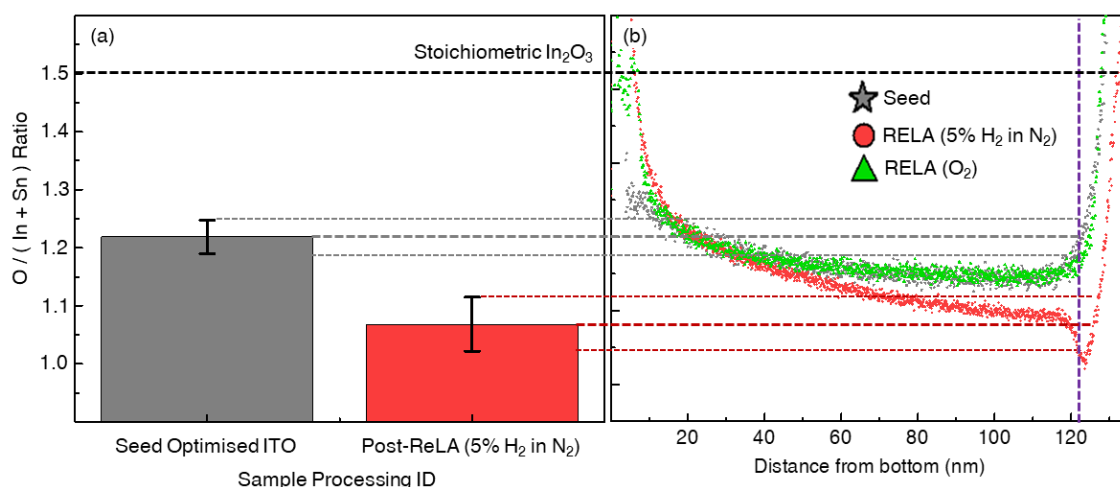 (a)
Stoichiometric In₂O₃
1.5
1.4
1.3
1.2
1.1
1.0
O / ( In + Sn ) Ratio
Seed Optimised ITO
Post-ReLA (5% H₂ in N₂)
Sample Processing ID
(b)
Seed
RELA (5% H₂ in N₂)
RELA (O₂)
20 40 60 80 100 120
Distance from bottom (nm)